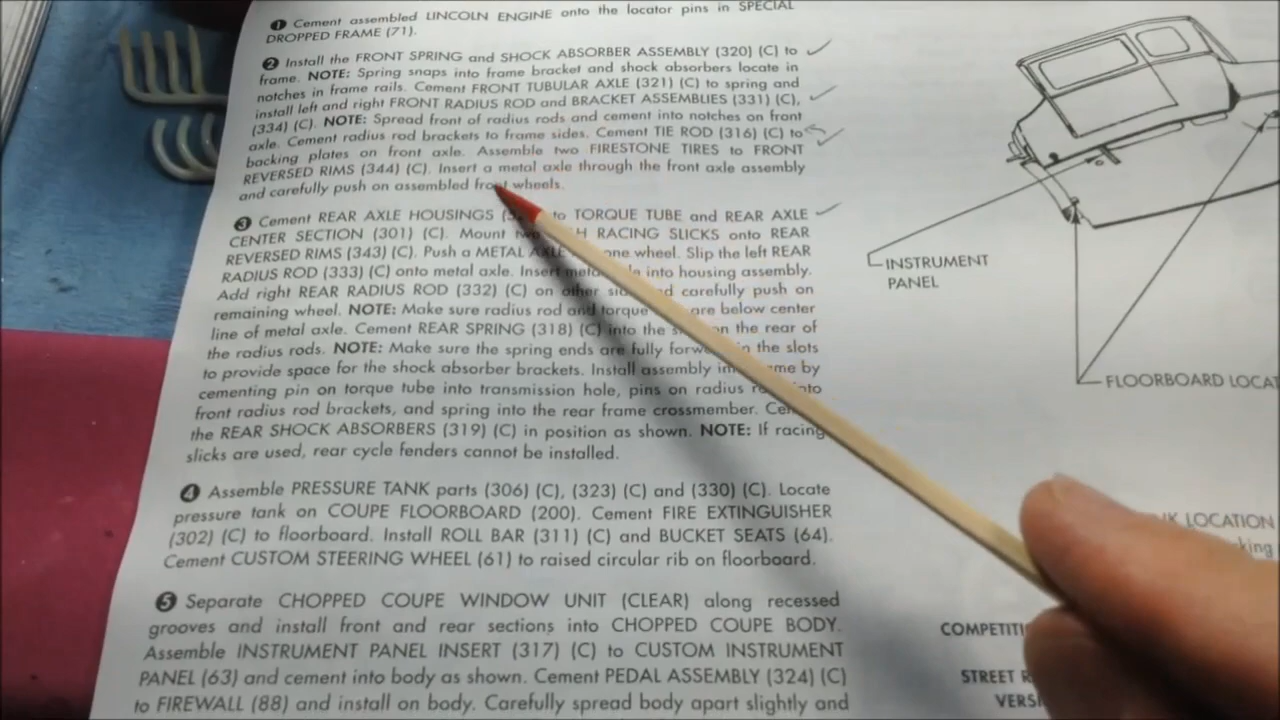 ❶ Cement assembled LINCOLN ENGINE onto the locator pins in SPECIAL
DROPPED FRAME (71).
❷ Install the FRONT SPRING and SHOCK ABSORBER ASSEMBLY (320) (C) to
frame. NOTE: Spring snaps into frame bracket and shock absorbers locate in
notches in frame rails. Cement FRONT TUBULAR AXLE (321) (C) to spring and
install left and right FRONT RADIUS ROD and BRACKET ASSEMBLIES (331) (C),
(334) (C). NOTE: Spread front of radius rods and cement into notches on front
axle. Cement radius rod brackets to frame sides. Cement TIE ROD (316) (C) to
backing plates on front axle. Assemble two FIRESTONE TIRES to FRONT
REVERSED RIMS (344) (C). Insert a metal axle through the front axle assembly
and carefully push on assembled front wheels.
❸ Cement REAR AXLE HOUSINGS to TORQUE TUBE and REAR AXLE
CENTER SECTION (301) (C). Mount RACING SLICKS onto REAR
REVERSED RIMS (343) (C). Push a METAL AXLE one wheel. Slip the left REAR
RADIUS ROD (333) (C) onto metal axle. Insert into housing assembly.
Add right REAR RADIUS ROD (332) (C) on other carefully push on
remaining wheel. NOTE: Make sure radius rod and torque are below center
line of metal axle. Cement REAR SPRING (318) (C) into the on the rear of
the radius rods. NOTE: Make sure the spring ends are fully in the slots
to provide space for the shock absorber brackets. Install assembly by
cementing pin on torque tube into transmission hole, pins on radius into
front radius rod brackets, and spring into the rear frame crossmember.
the REAR SHOCK ABSORBERS (319) (C) in position as shown. NOTE: If racing
slicks are used, rear cycle fenders cannot be installed.
❹ Assemble PRESSURE TANK parts (306) (C), (323) (C) and (330) (C). Locate
pressure tank on COUPE FLOORBOARD (200). Cement FIRE EXTINGUISHER
(302) (C) to floorboard. Install ROLL BAR (311) (C) and BUCKET SEATS (64).
Cement CUSTOM STEERING WHEEL (61) to raised circular rib on floorboard.
❺ Separate CHOPPED COUPE WINDOW UNIT (CLEAR) along recessed
grooves and install front and rear sections into CHOPPED COUPE BODY.
Assemble INSTRUMENT PANEL INSERT (317) (C) to CUSTOM INSTRUMENT
PANEL (63) and cement into body as shown. Cement PEDAL ASSEMBLY (324) (C)
to FIREWALL (88) and install on body. Carefully spread body apart slightly and
INSTRUMENT
PANEL
FLOORBOARD LOCAT
LOCATION
COMPETITI
STREET R
VERSI